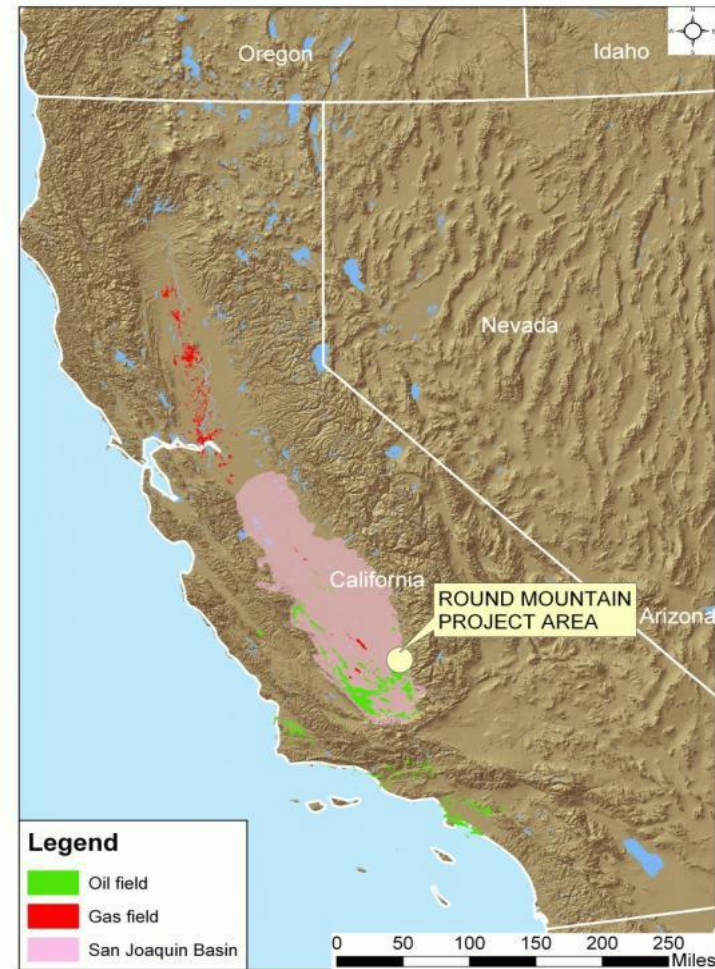 Oregon
Idaho
Nevada
California
ROUND MOUNTAIN
PROJECT AREA
Arizona
Legend
Oil field
Gas field
San Joaquin Basin
0 50 100 150 200 250
Miles